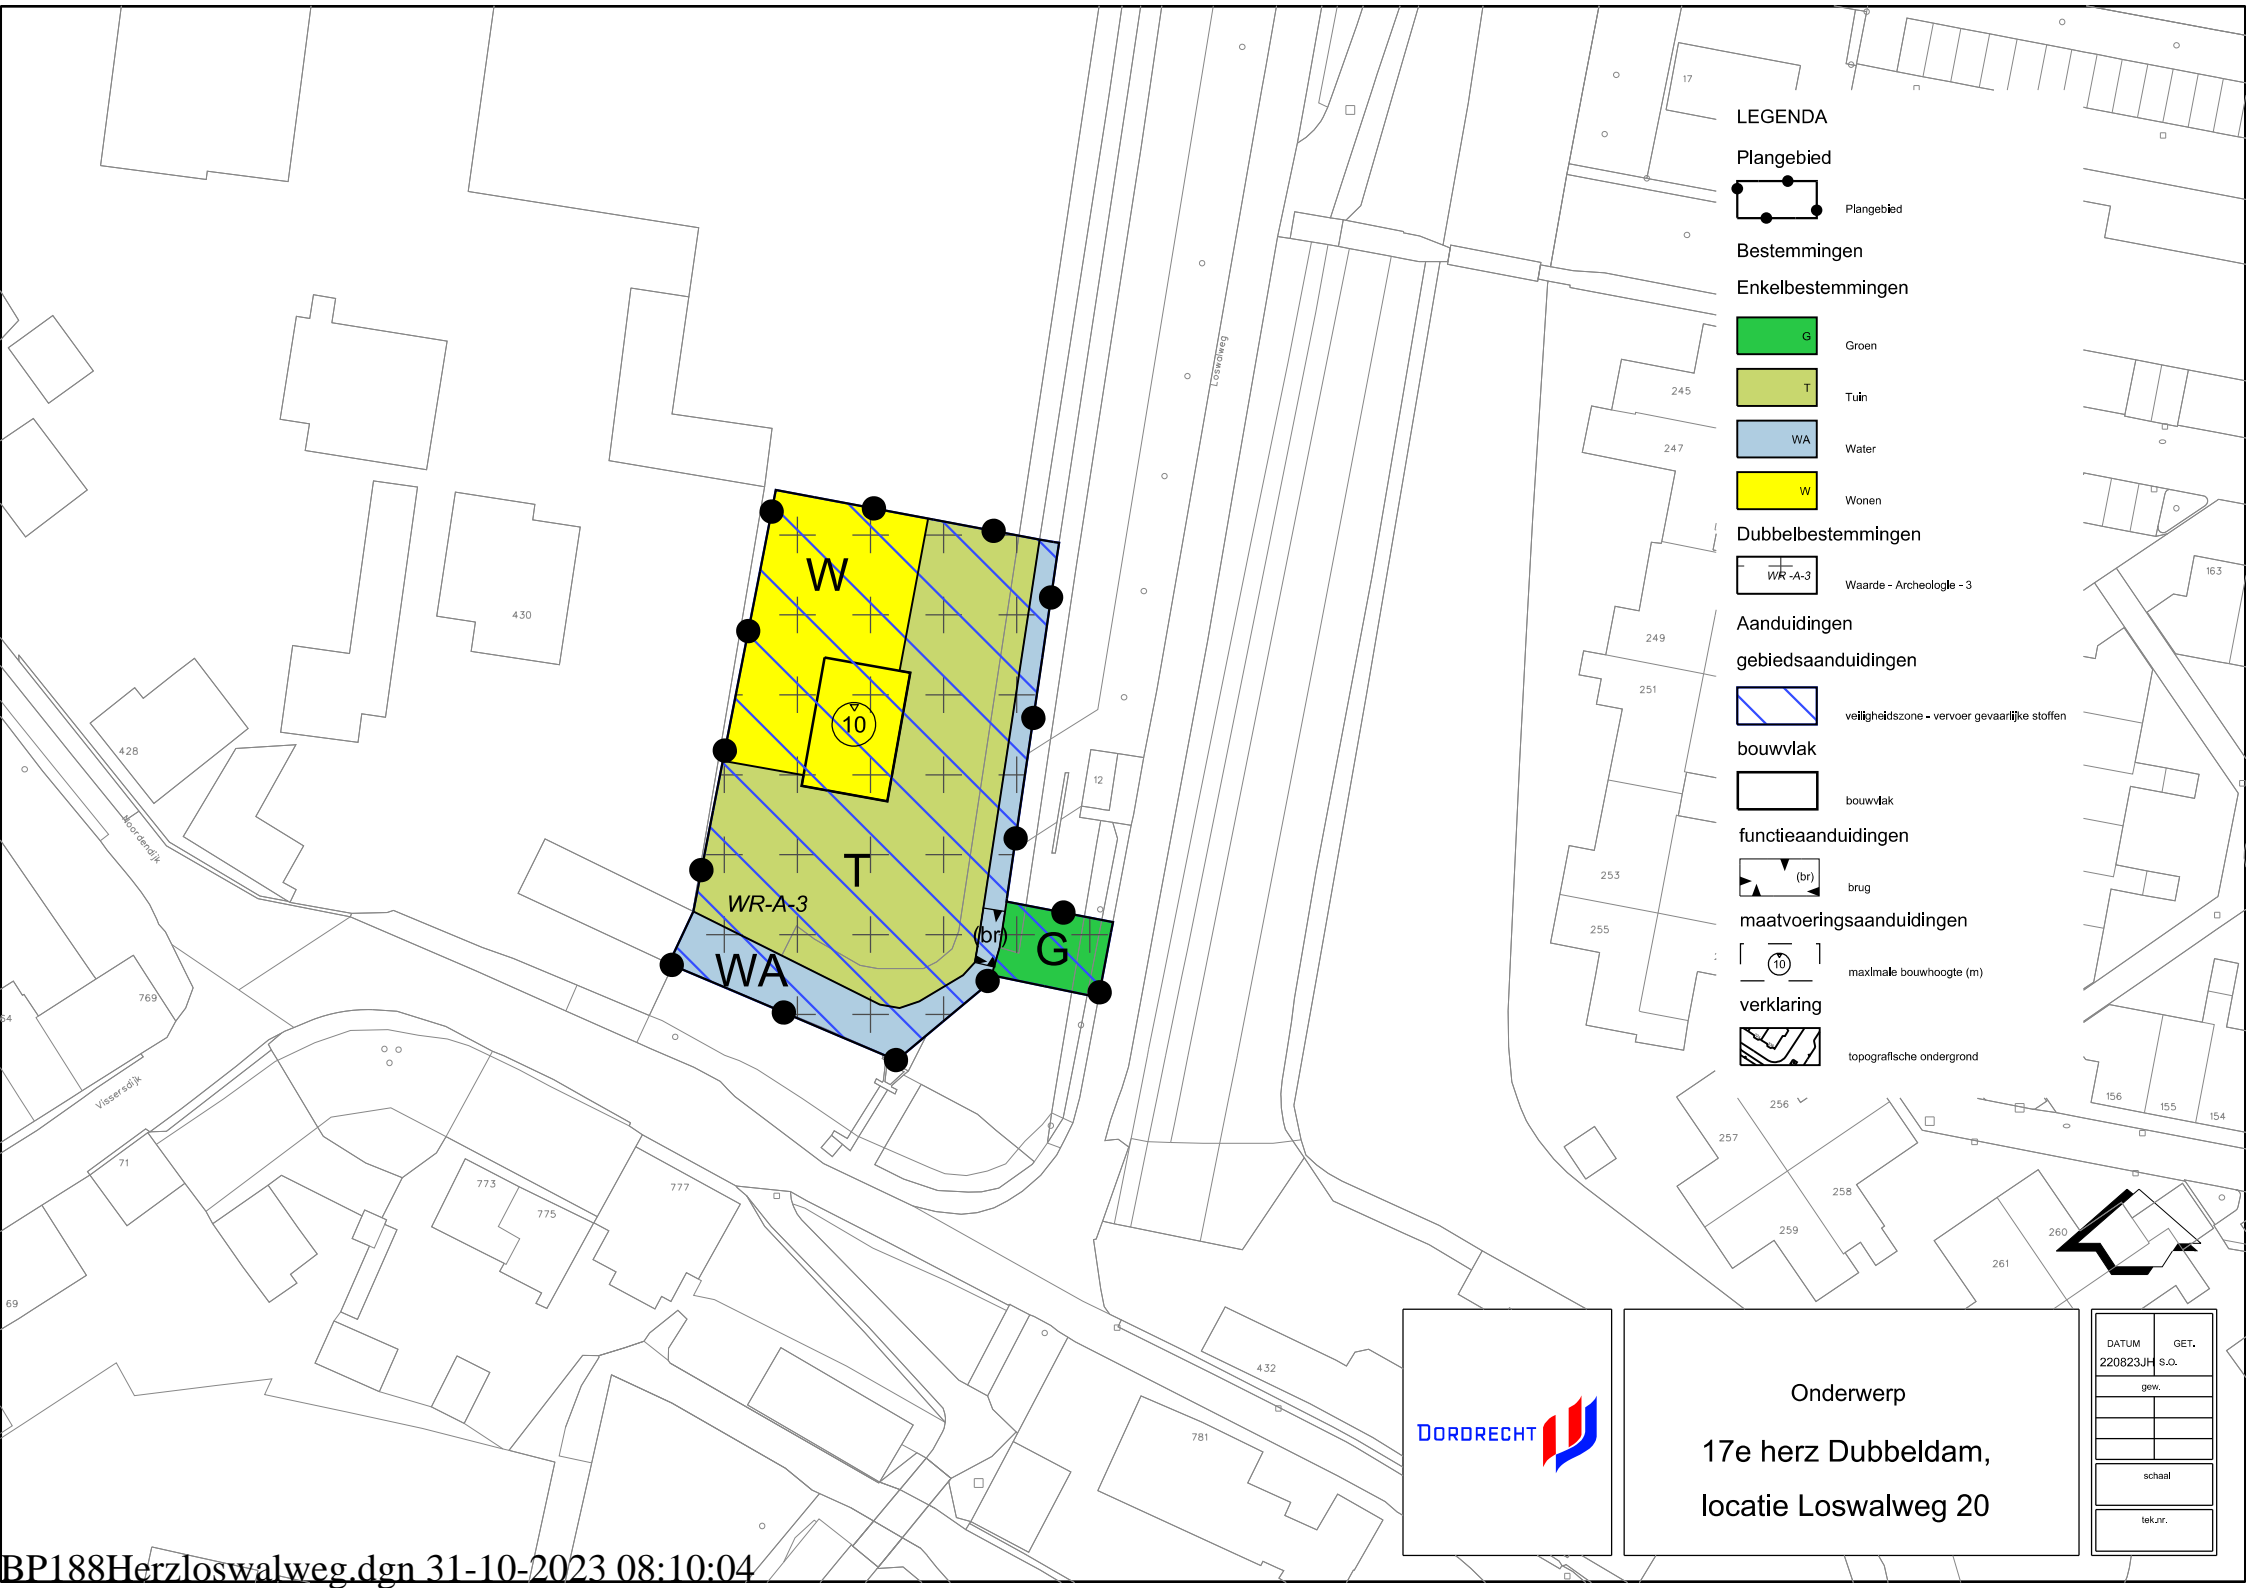 LEGENDA
Plangebied
Plangebied
Bestemmingen
Enkelbestemmingen
G
Groen
T
Tuin
WA
Water
W
Wonen
Dubbelbestemmingen
WR -A-3
Waarde - Archeologie - 3
Aanduidingen
gebiedsaanduidingen
veiligheidszone - vervoer gevaarlijke stoffen
bouwvlak
bouwvlak
functieaanduidingen
(br)
brug
maatvoeringsaanduidingen
10
maximale bouwhoogte (m)
verklaring
topografische ondergrond
W
10
T
WR-A-3
WA
(br)
G
Loswalweg
Noordendijk
Vissersdijk
17
245
247
249
251
253
255
163
430
428
12
769
64
71
69
773
775
777
781
432
256
257
258
259
260
261
156
155
154
DORDRECHT
Onderwerp
17e herz Dubbeldam,
locatie Loswalweg 20
DATUM GET.
220823JH S.O.
gew.
schaal
tek.nr.
BP188Herzloswalweg.dgn 31-10-2023 08:10:04